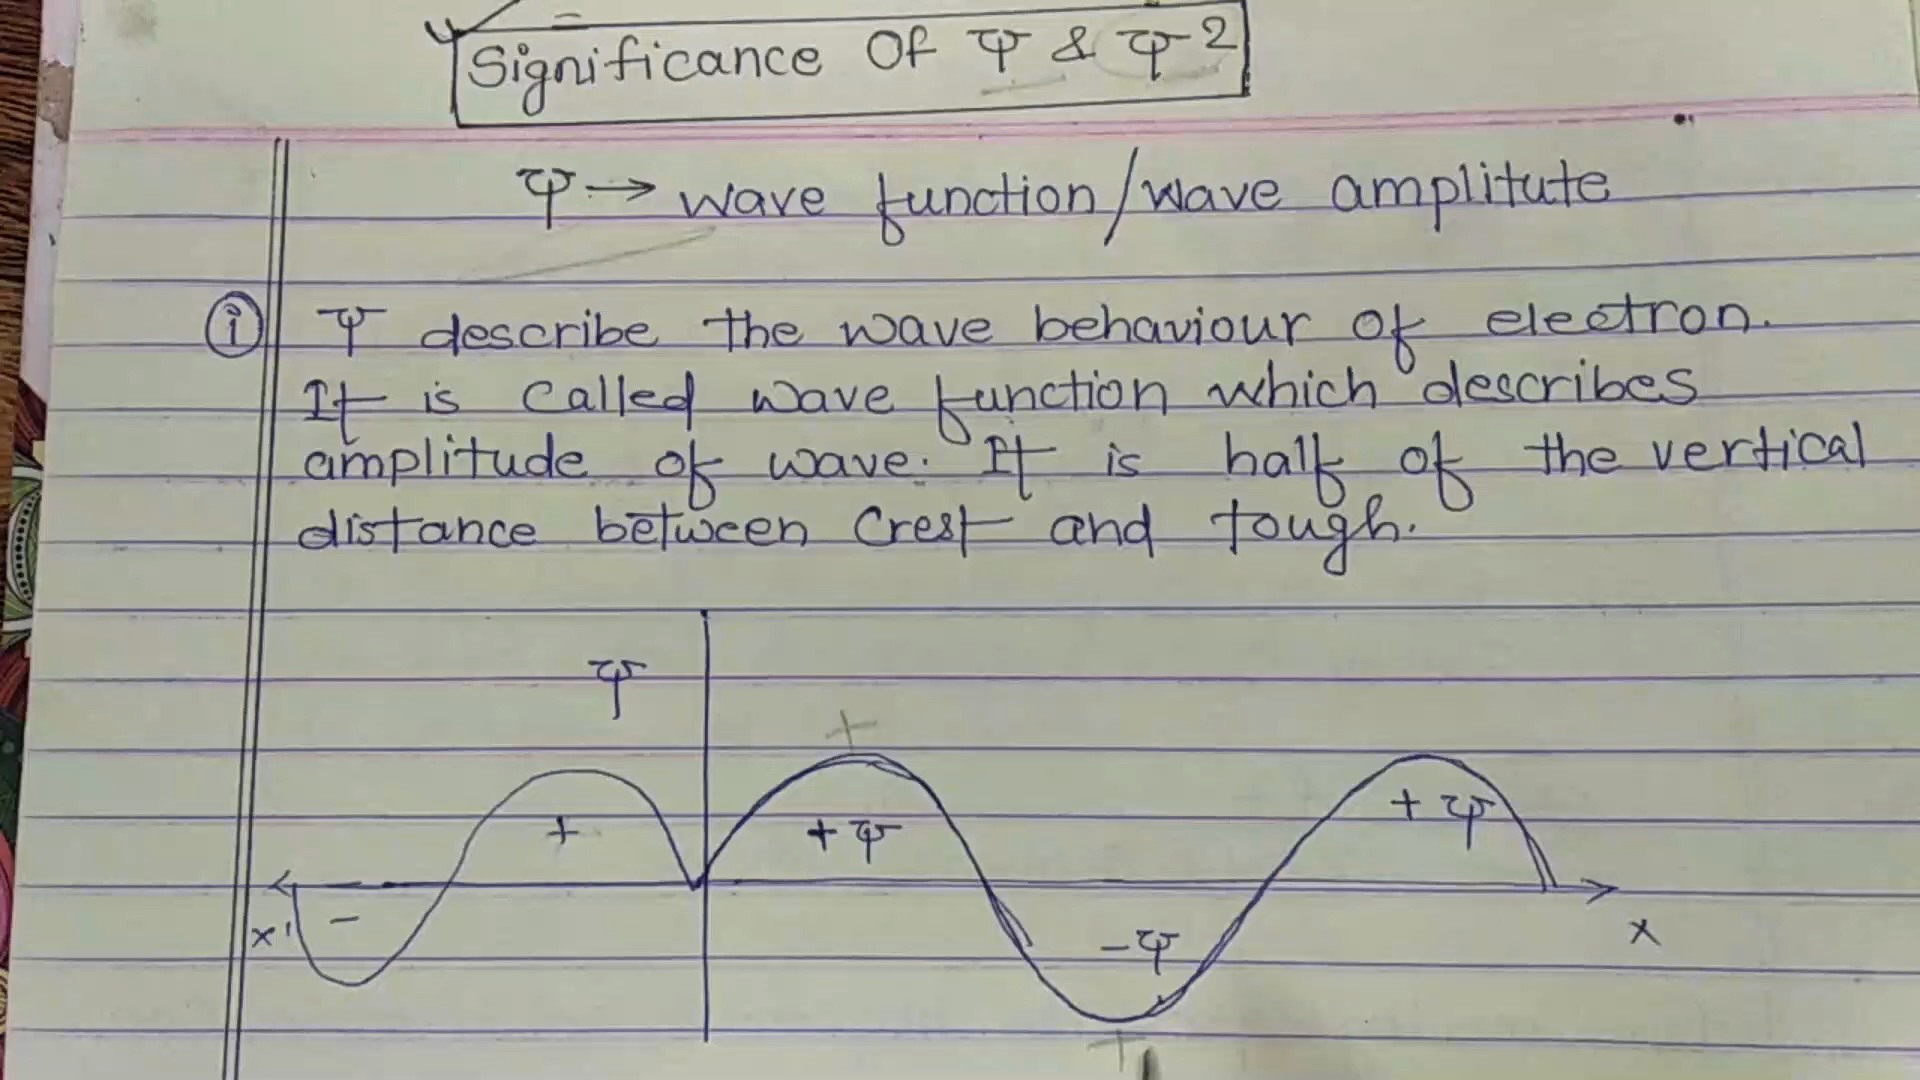 Significance Of Ψ & Ψ²
Ψ → wave function/wave amplitute
(i) Ψ describe the wave behaviour of electron.
It is called wave function which describes
amplitude of wave. It is half of the vertical
distance between Crest and tough.
Ψ
+
+ +Ψ +Ψ
x' - -Ψ x
+